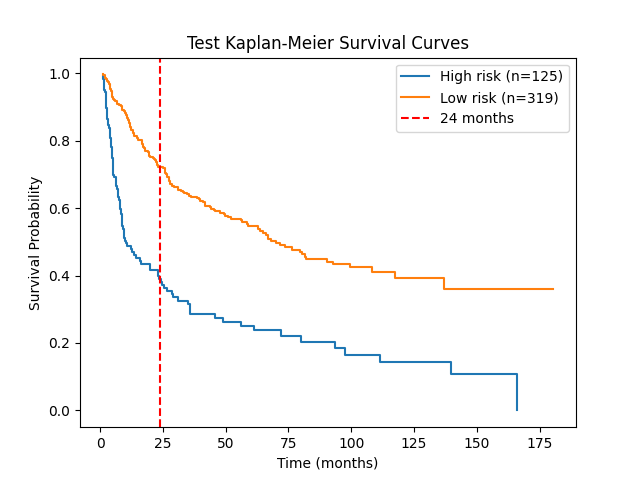 Test Kaplan-Meier Survival Curves
High risk (n=125)
Low risk (n=319)
24 months
Survival Probability
1.0
0.8
0.6
0.4
0.2
0.0
0 25 50 75 100 125 150 175
Time (months)